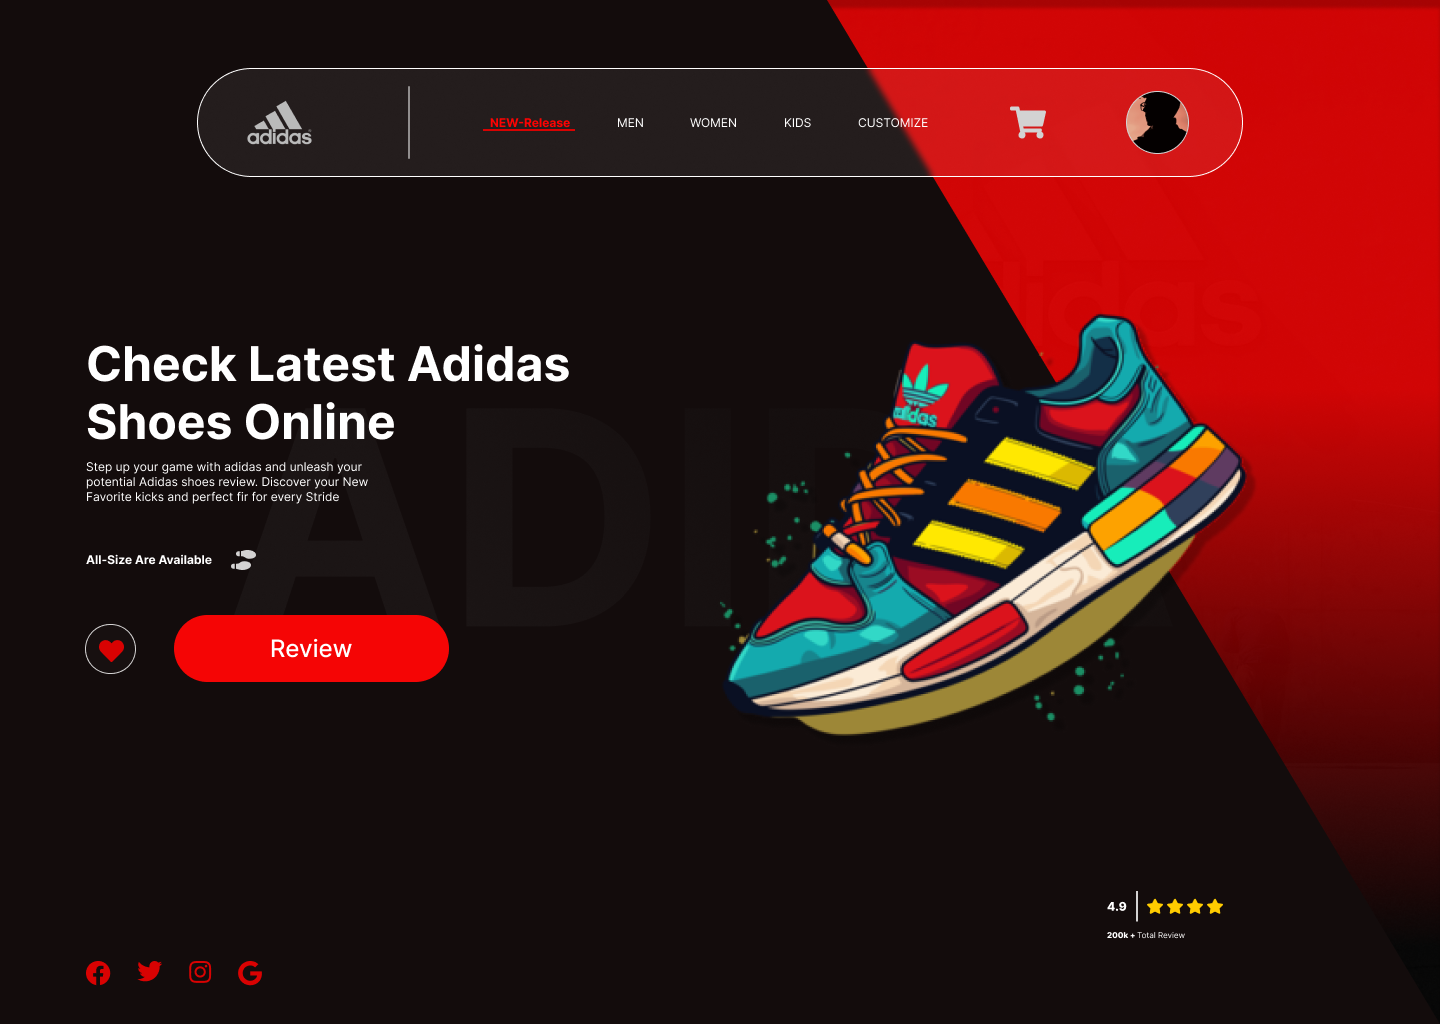 adidas
NEW-Release
MEN
WOMEN
KIDS
CUSTOMIZE
adidas
Check Latest Adidas
Shoes Online
Step up your game with adidas and unleash your
potential Adidas shoes review. Discover your New
Favorite kicks and perfect fir for every Stride
All-Size Are Available
Review
adidas
4.9
200k + Total Review